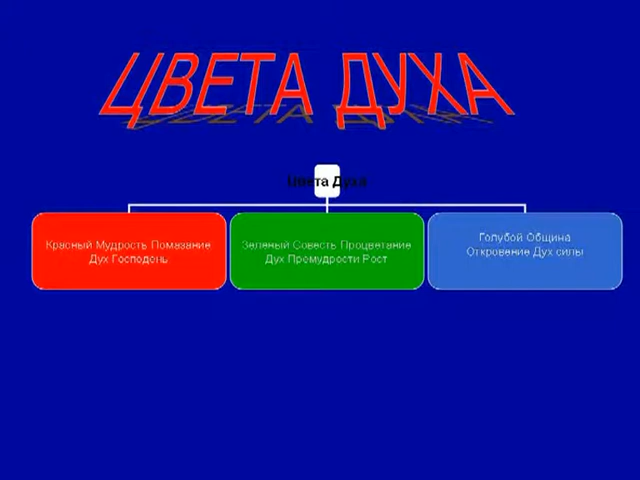 ЦВЕТА ДУХА
Цвета Духа
Красный Мудрость Помазание
Дух Господень
Зеленый Совесть Процветание
Дух Премудрости Рост
Голубой Община
Откровение Дух силы